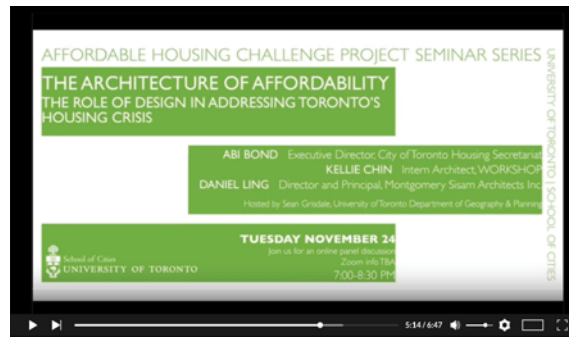 AFFORDABLE HOUSING CHALLENGE PROJECT SEMINAR SERIES
THE ARCHITECTURE OF AFFORDABILITY
THE ROLE OF DESIGN IN ADDRESSING TORONTO'S
HOUSING CRISIS
ABI BOND Executive Director, City of Toronto Housing Secretariat
KELLIE CHIN Intern Architect, WORKSHOP
DANIEL LING Director and Principal, Montgomery Sisam Architects Inc
Hosted by Sean Grisdale, University of Toronto Department of Geography & Planning
TUESDAY NOVEMBER 24
Join us for an online panel discussion
Zoom info TBA
7:00-8:30 PM
School of Cities
UNIVERSITY OF TORONTO
UNIVERSITY OF TORONTO | SCHOOL OF CITIES
5:14/6:47